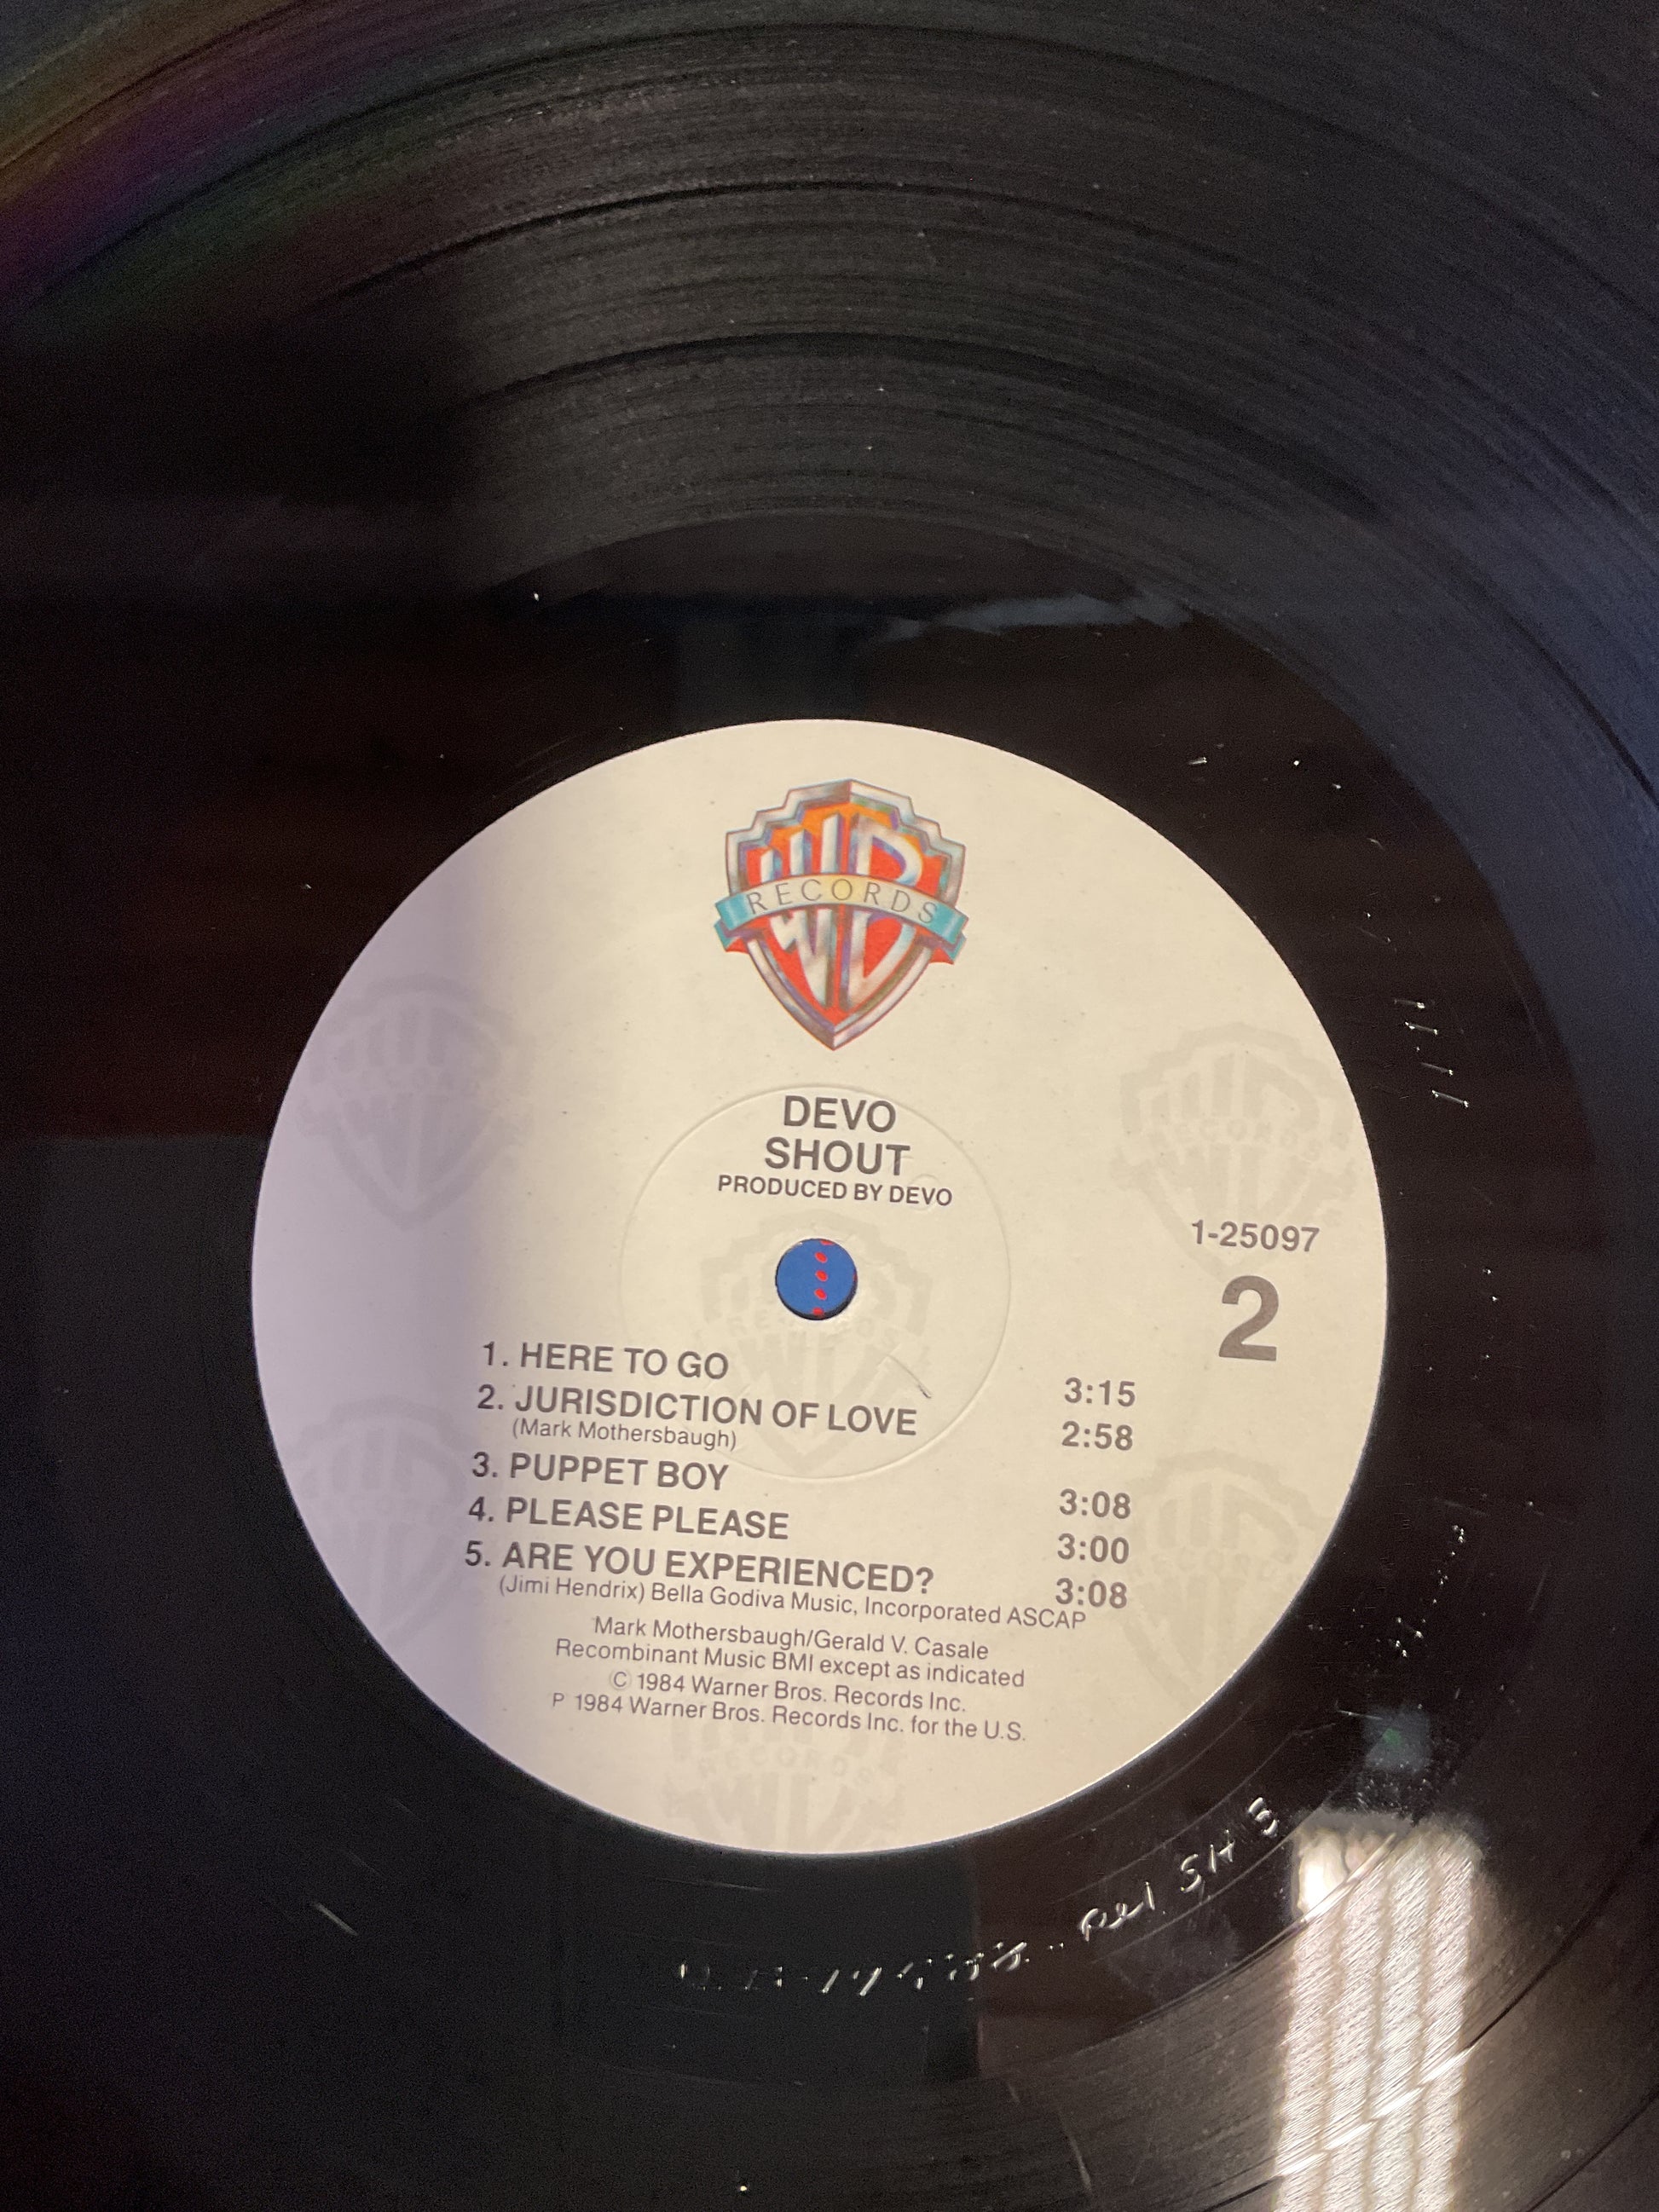 RECORDS
DEVO
SHOUT
PRODUCED BY DEVO
1-25097
2
1. HERE TO GO 3:15
2. JURISDICTION OF LOVE 2:58
(Mark Mothersbaugh)
3. PUPPET BOY 3:08
4. PLEASE PLEASE 3:00
5. ARE YOU EXPERIENCED? 3:08
(Jimi Hendrix) Bella Godiva Music, Incorporated ASCAP
Mark Mothersbaugh/Gerald V. Casale
Recombinant Music BMI except as indicated
© 1984 Warner Bros. Records Inc.
P 1984 Warner Bros. Records Inc. for the U.S.